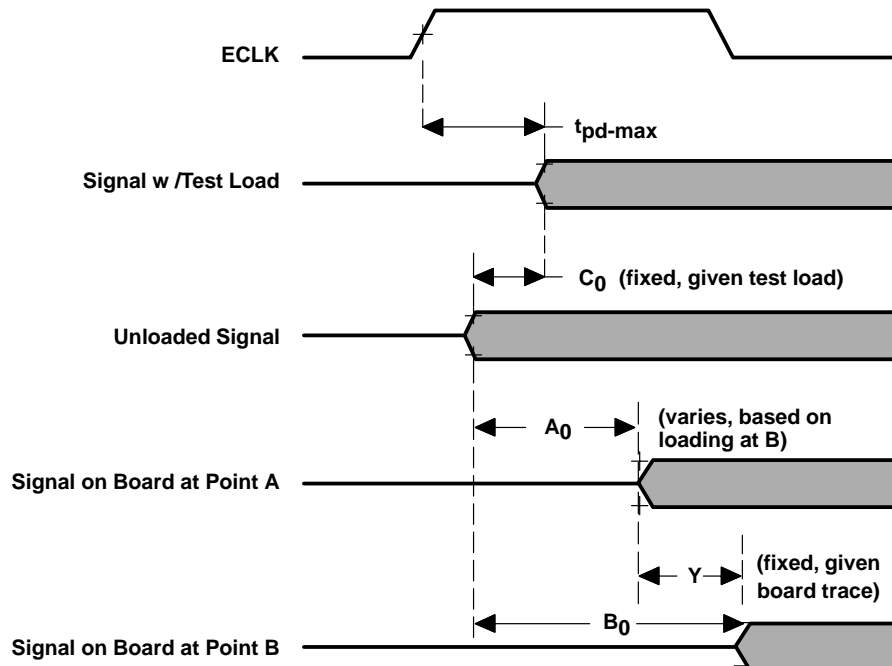 ECLK
tpd-max
Signal w /Test Load
C0 (fixed, given test load)
Unloaded Signal
A0
(varies, based on
loading at B)
Signal on Board at Point A
Y
(fixed, given
board trace)
B0
Signal on Board at Point B